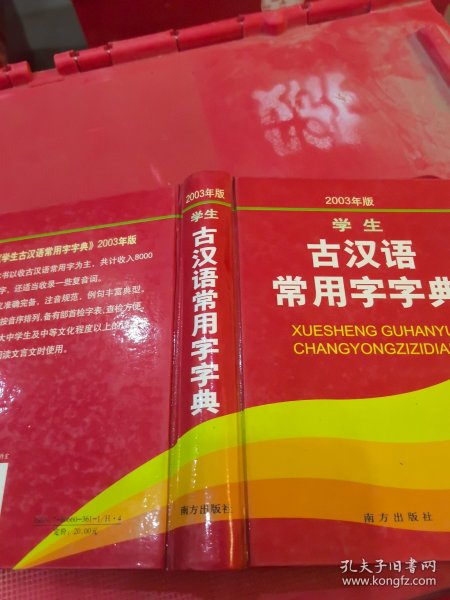 2003年版
学生
古汉语
常用字字典
XUESHENG GUHANYU
CHANGYONGZIZIDIA
南方出版社
2003年版
学生
古汉语常用字字典
南方出版社
《学生古汉语常用字字典》2003年版
书以收古汉语常用字为主，共计收入8000
字，还适当收录一些复音词。
准确完备，注音规范，例句丰富典型。
按音序排列，备有部首检字表，查检方便。
大中学生及中等文化程度以上的
阅读文言文时使用。
660-361-1/H·4
定价：20.00元
孔夫子旧书网
www.kongfz.com